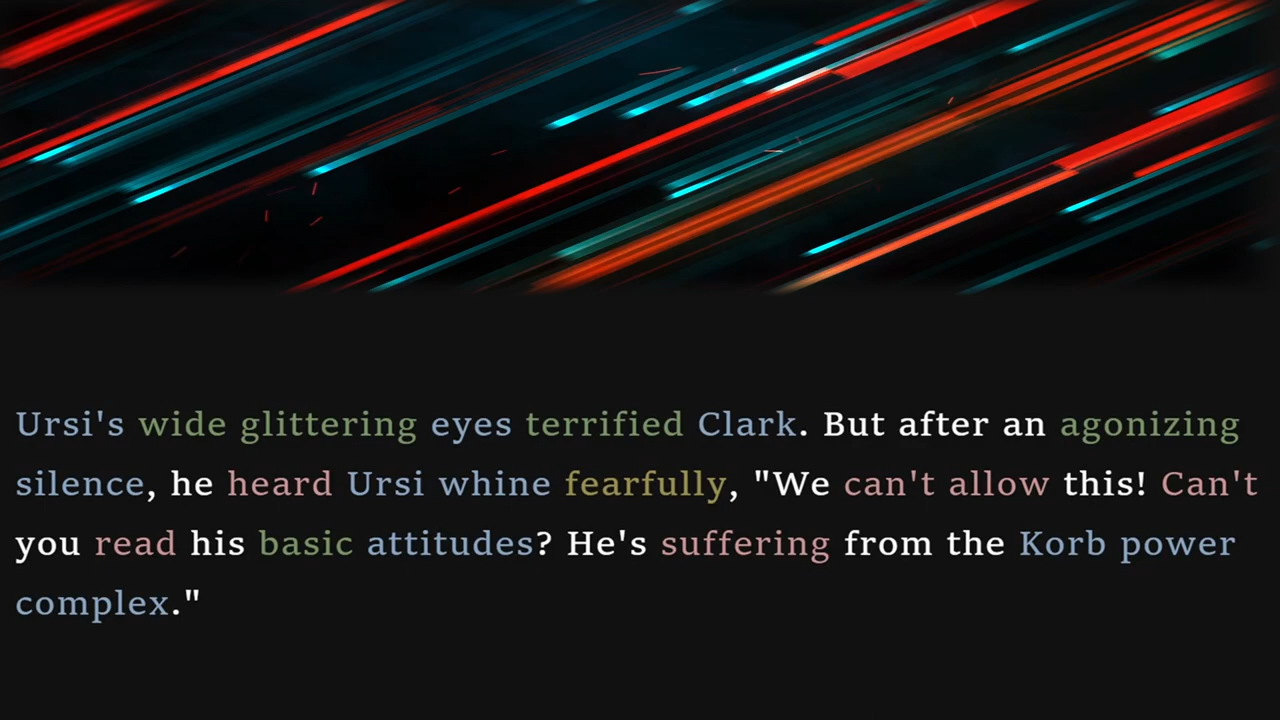 Ursi's wide glittering eyes terrified Clark. But after an agonizing
silence, he heard Ursi whine fearfully, "We can't allow this! Can't
you read his basic attitudes? He's suffering from the Korb power
complex."